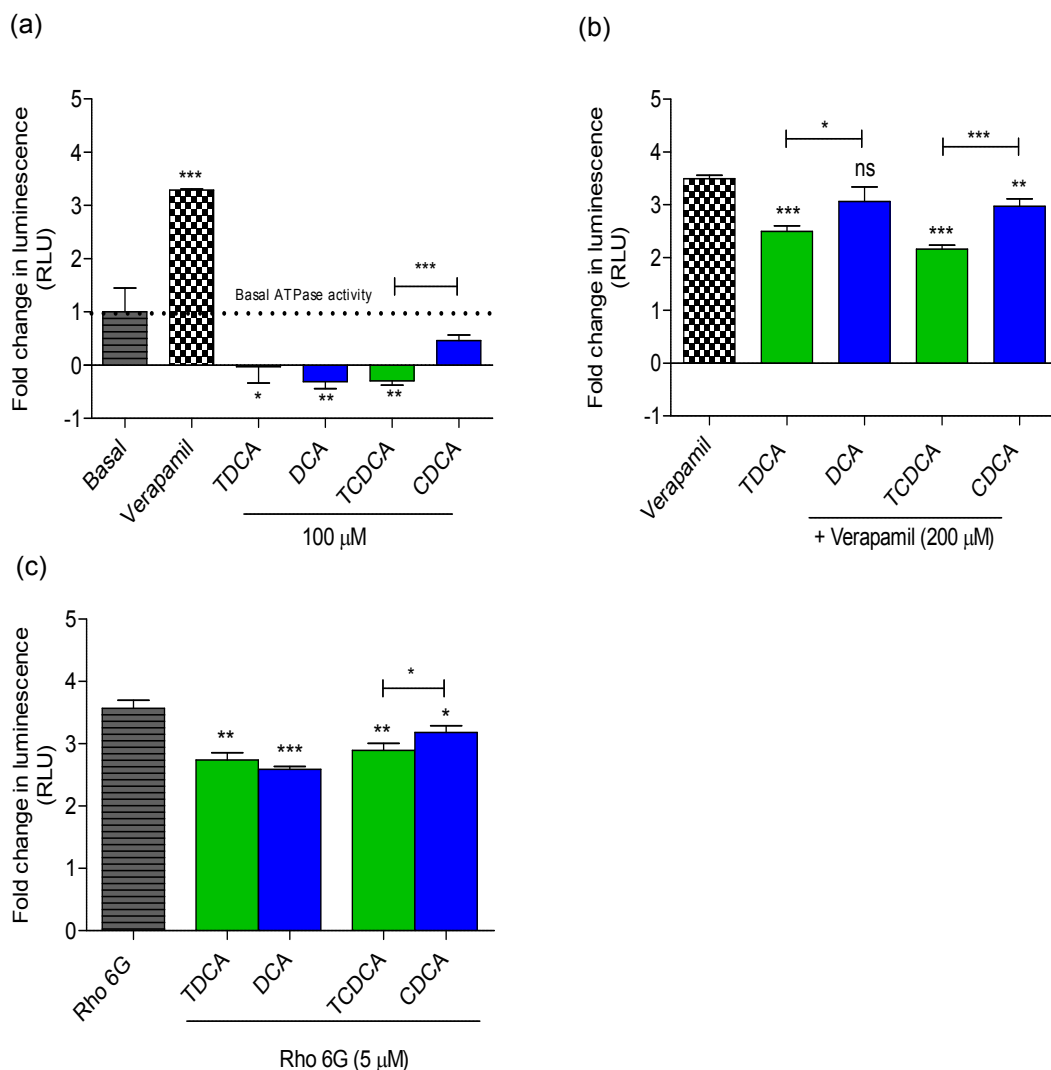 (a)
Fold change in luminescence
(RLU)
5
4
3
2
1
0
-1
***
Basal ATPase activity
***
*
**
**
Basal
Verapamil
TDCA
DCA
TCDCA
CDCA
100 μM
(b)
Fold change in luminescence
(RLU)
5
4
3
2
1
0
-1
*
***
ns
**
***
***
Verapamil
TDCA
DCA
TCDCA
CDCA
+ Verapamil (200 μM)
(c)
Fold change in luminescence
(RLU)
5
4
3
2
1
0
*
**
***
**
*
Rho 6G
TDCA
DCA
TCDCA
CDCA
Rho 6G (5 μM)